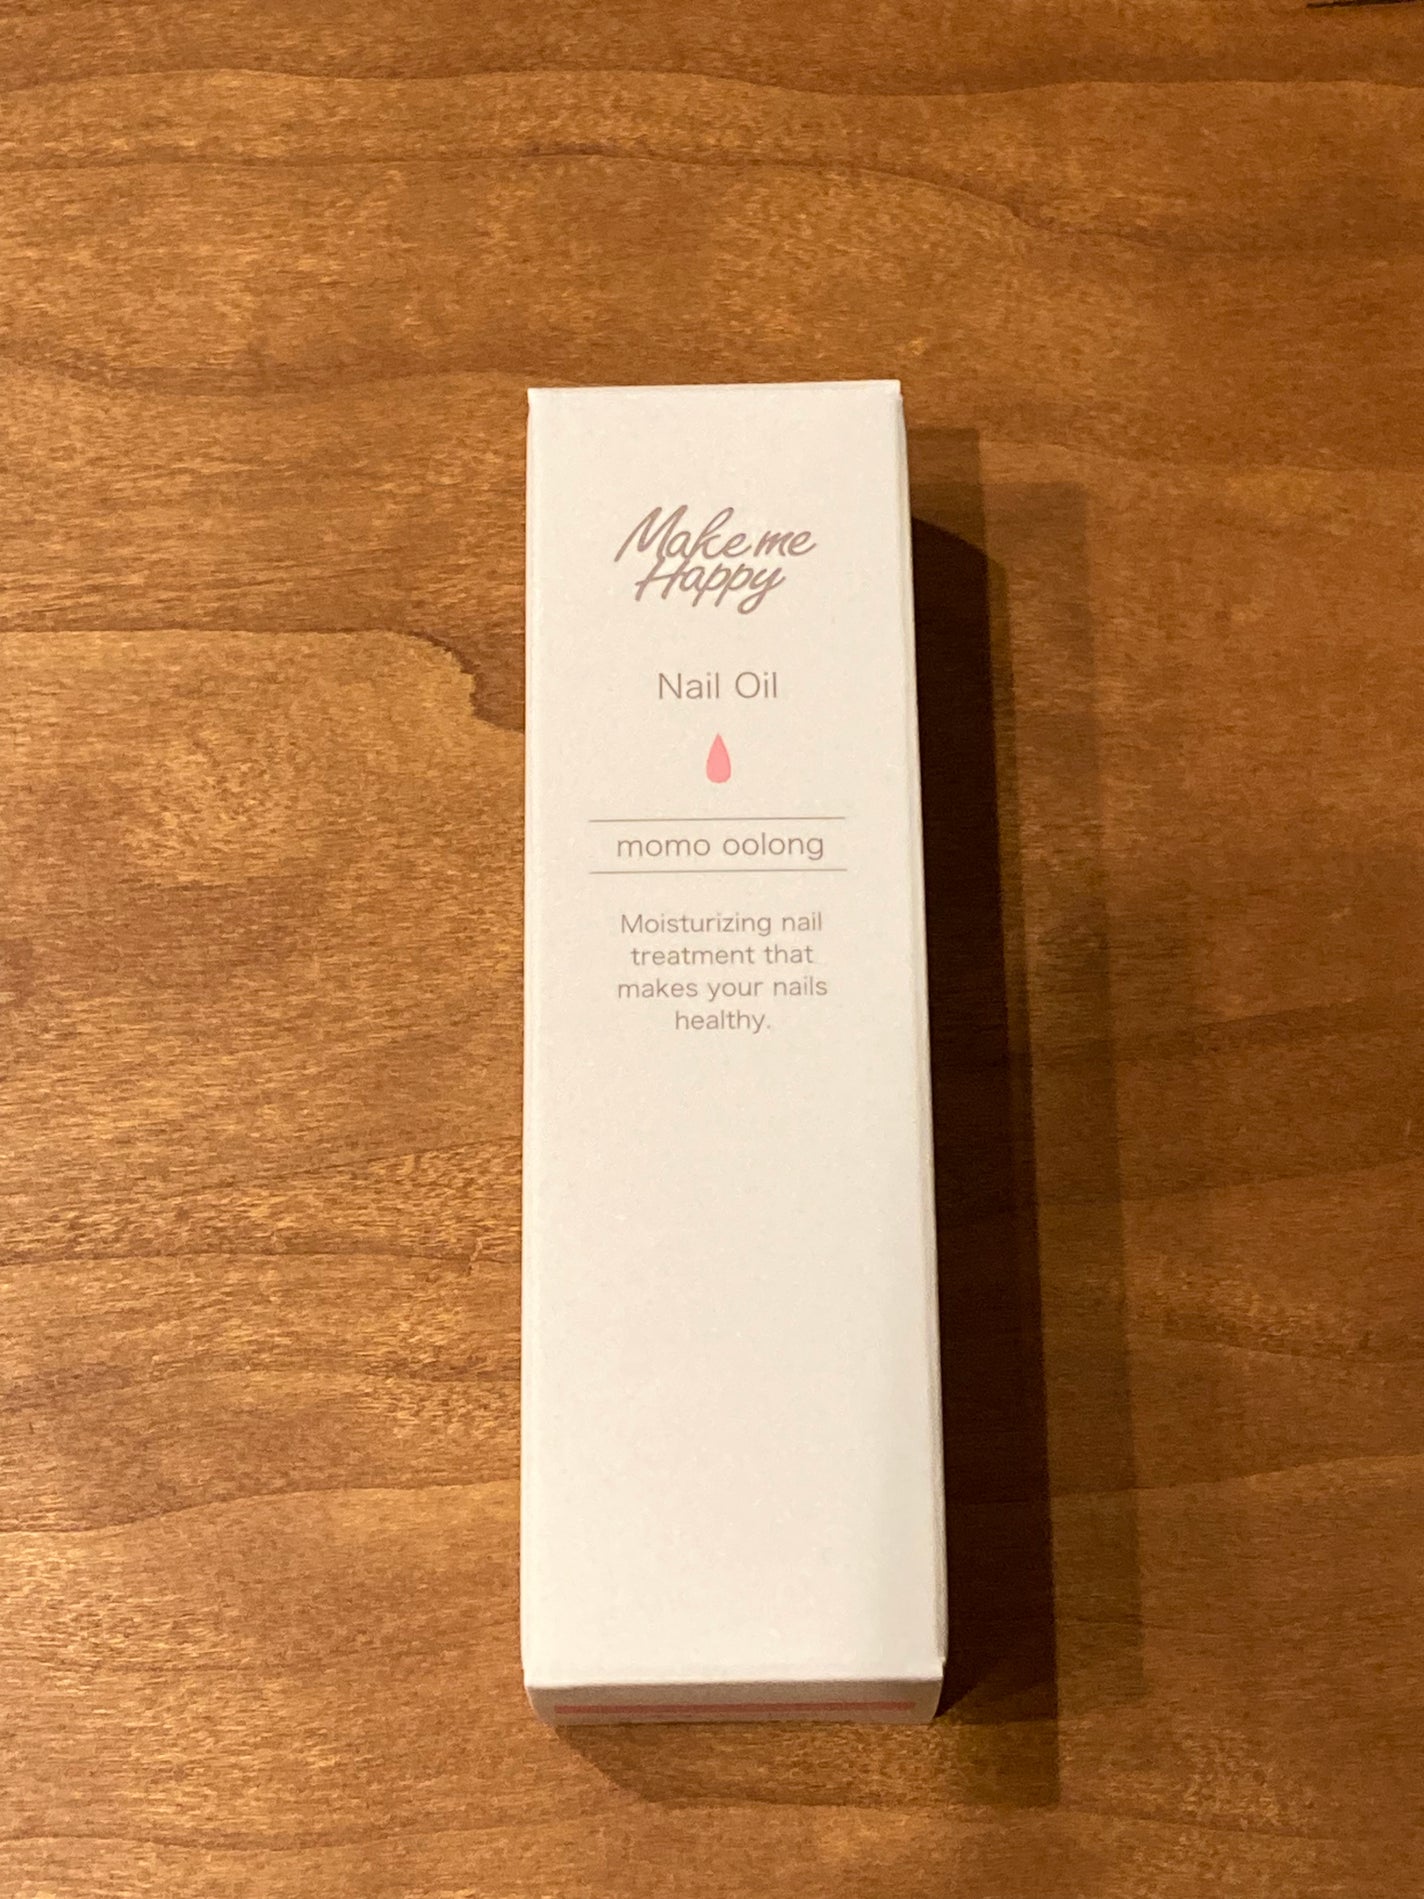 Make me
Happy
Nail Oil
momo oolong
Moisturizing nail
treatment that
makes your nails
healthy.